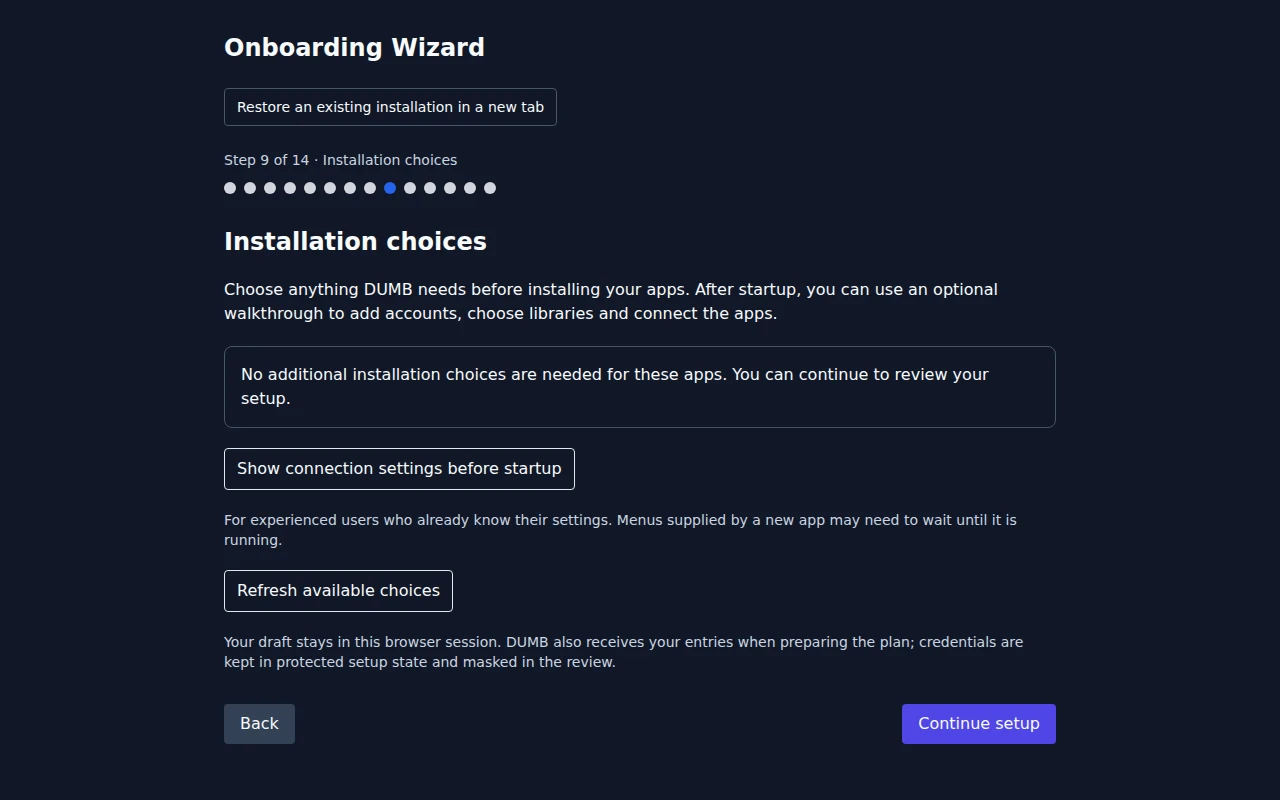 Onboarding Wizard
Restore an existing installation in a new tab
Step 9 of 14 · Installation choices
Installation choices
Choose anything DUMB needs before installing your apps. After startup, you can use an optional
walkthrough to add accounts, choose libraries and connect the apps.
No additional installation choices are needed for these apps. You can continue to review your
setup.
Show connection settings before startup
For experienced users who already know their settings. Menus supplied by a new app may need to wait until it is
running.
Refresh available choices
Your draft stays in this browser session. DUMB also receives your entries when preparing the plan; credentials are
kept in protected setup state and masked in the review.
Back
Continue setup